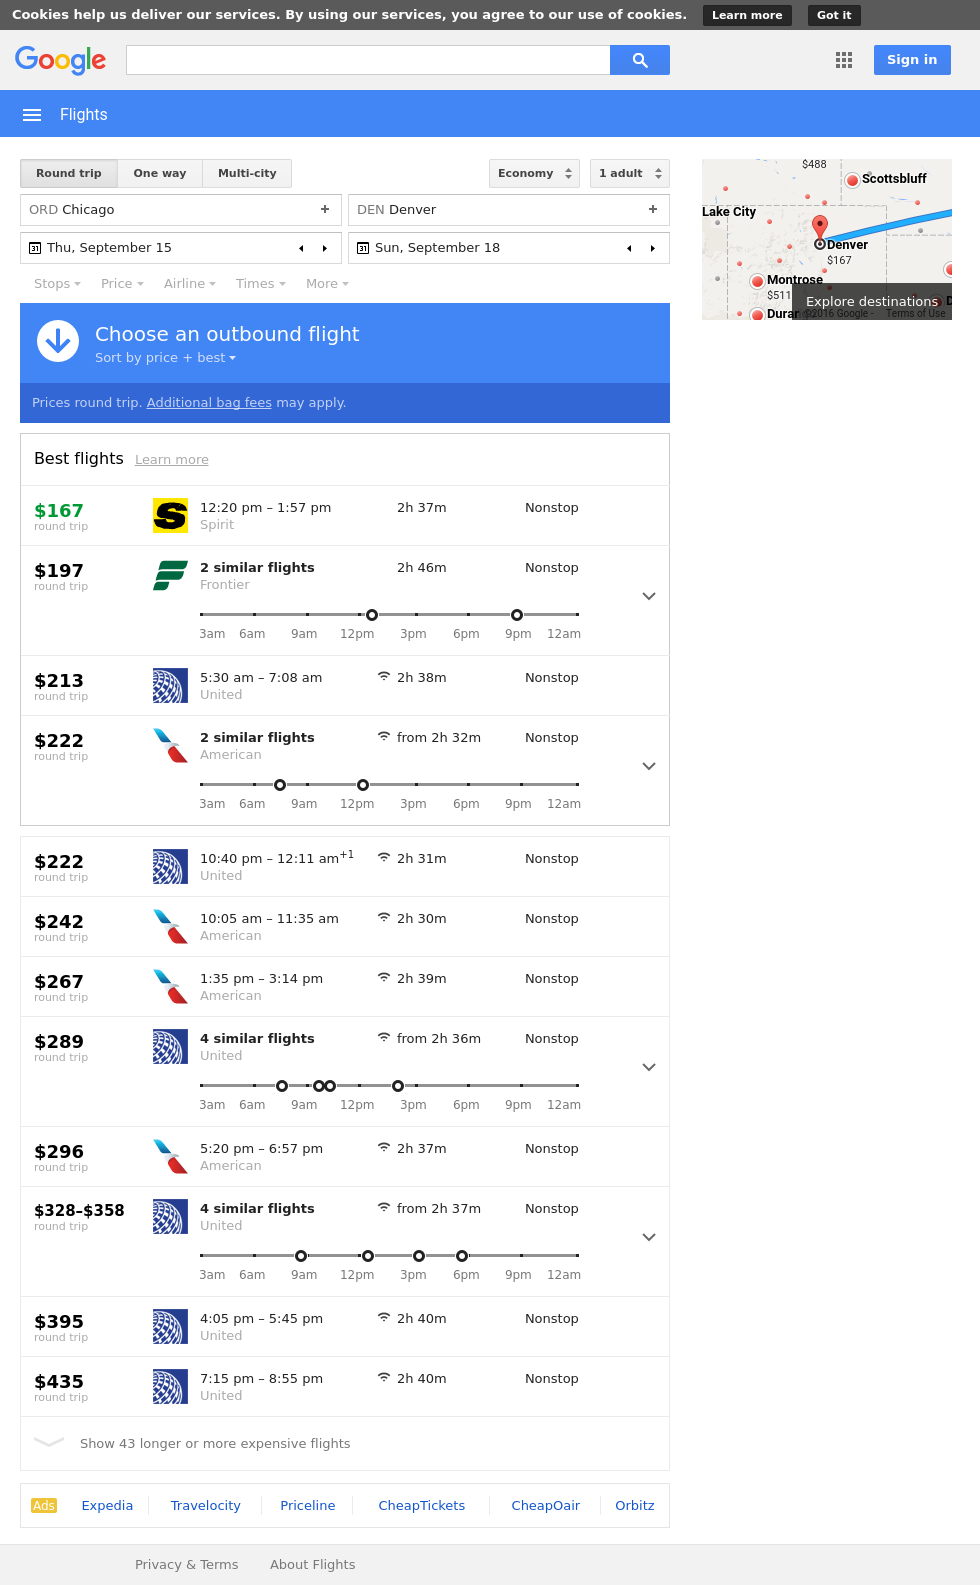 Cookies help us deliver our services. By using our services, you agree to our use of cookies. Learn more Got it
Google Sign in
Flights
Round trip One way Multi-city Economy 1 adult
ORD Chicago + DEN Denver +
31 Thu, September 15 31 Sun, September 18
Stops Price Airline Times More
Choose an outbound flight
Sort by price + best
Prices round trip. Additional bag fees may apply.
$488
Scottsbluff
Lake City
Denver
$167
Montrose
$511
Explore destinations
Duran ©2016 Google - Terms of Use
Best flights Learn more
$167 12:20 pm – 1:57 pm 2h 37m Nonstop
round trip Spirit
$197 2 similar flights 2h 46m Nonstop
round trip Frontier
3am 6am 9am 12pm 3pm 6pm 9pm 12am
$213 5:30 am – 7:08 am 2h 38m Nonstop
round trip United
$222 2 similar flights from 2h 32m Nonstop
round trip American
3am 6am 9am 12pm 3pm 6pm 9pm 12am
$222 10:40 pm – 12:11 am+1 2h 31m Nonstop
round trip United
$242 10:05 am – 11:35 am 2h 30m Nonstop
round trip American
$267 1:35 pm – 3:14 pm 2h 39m Nonstop
round trip American
$289 4 similar flights from 2h 36m Nonstop
round trip United
3am 6am 9am 12pm 3pm 6pm 9pm 12am
$296 5:20 pm – 6:57 pm 2h 37m Nonstop
round trip American
$328–$358 4 similar flights from 2h 37m Nonstop
round trip United
3am 6am 9am 12pm 3pm 6pm 9pm 12am
$395 4:05 pm – 5:45 pm 2h 40m Nonstop
round trip United
$435 7:15 pm – 8:55 pm 2h 40m Nonstop
round trip United
Show 43 longer or more expensive flights
Ads Expedia Travelocity Priceline CheapTickets CheapOair Orbitz
Privacy & Terms About Flights